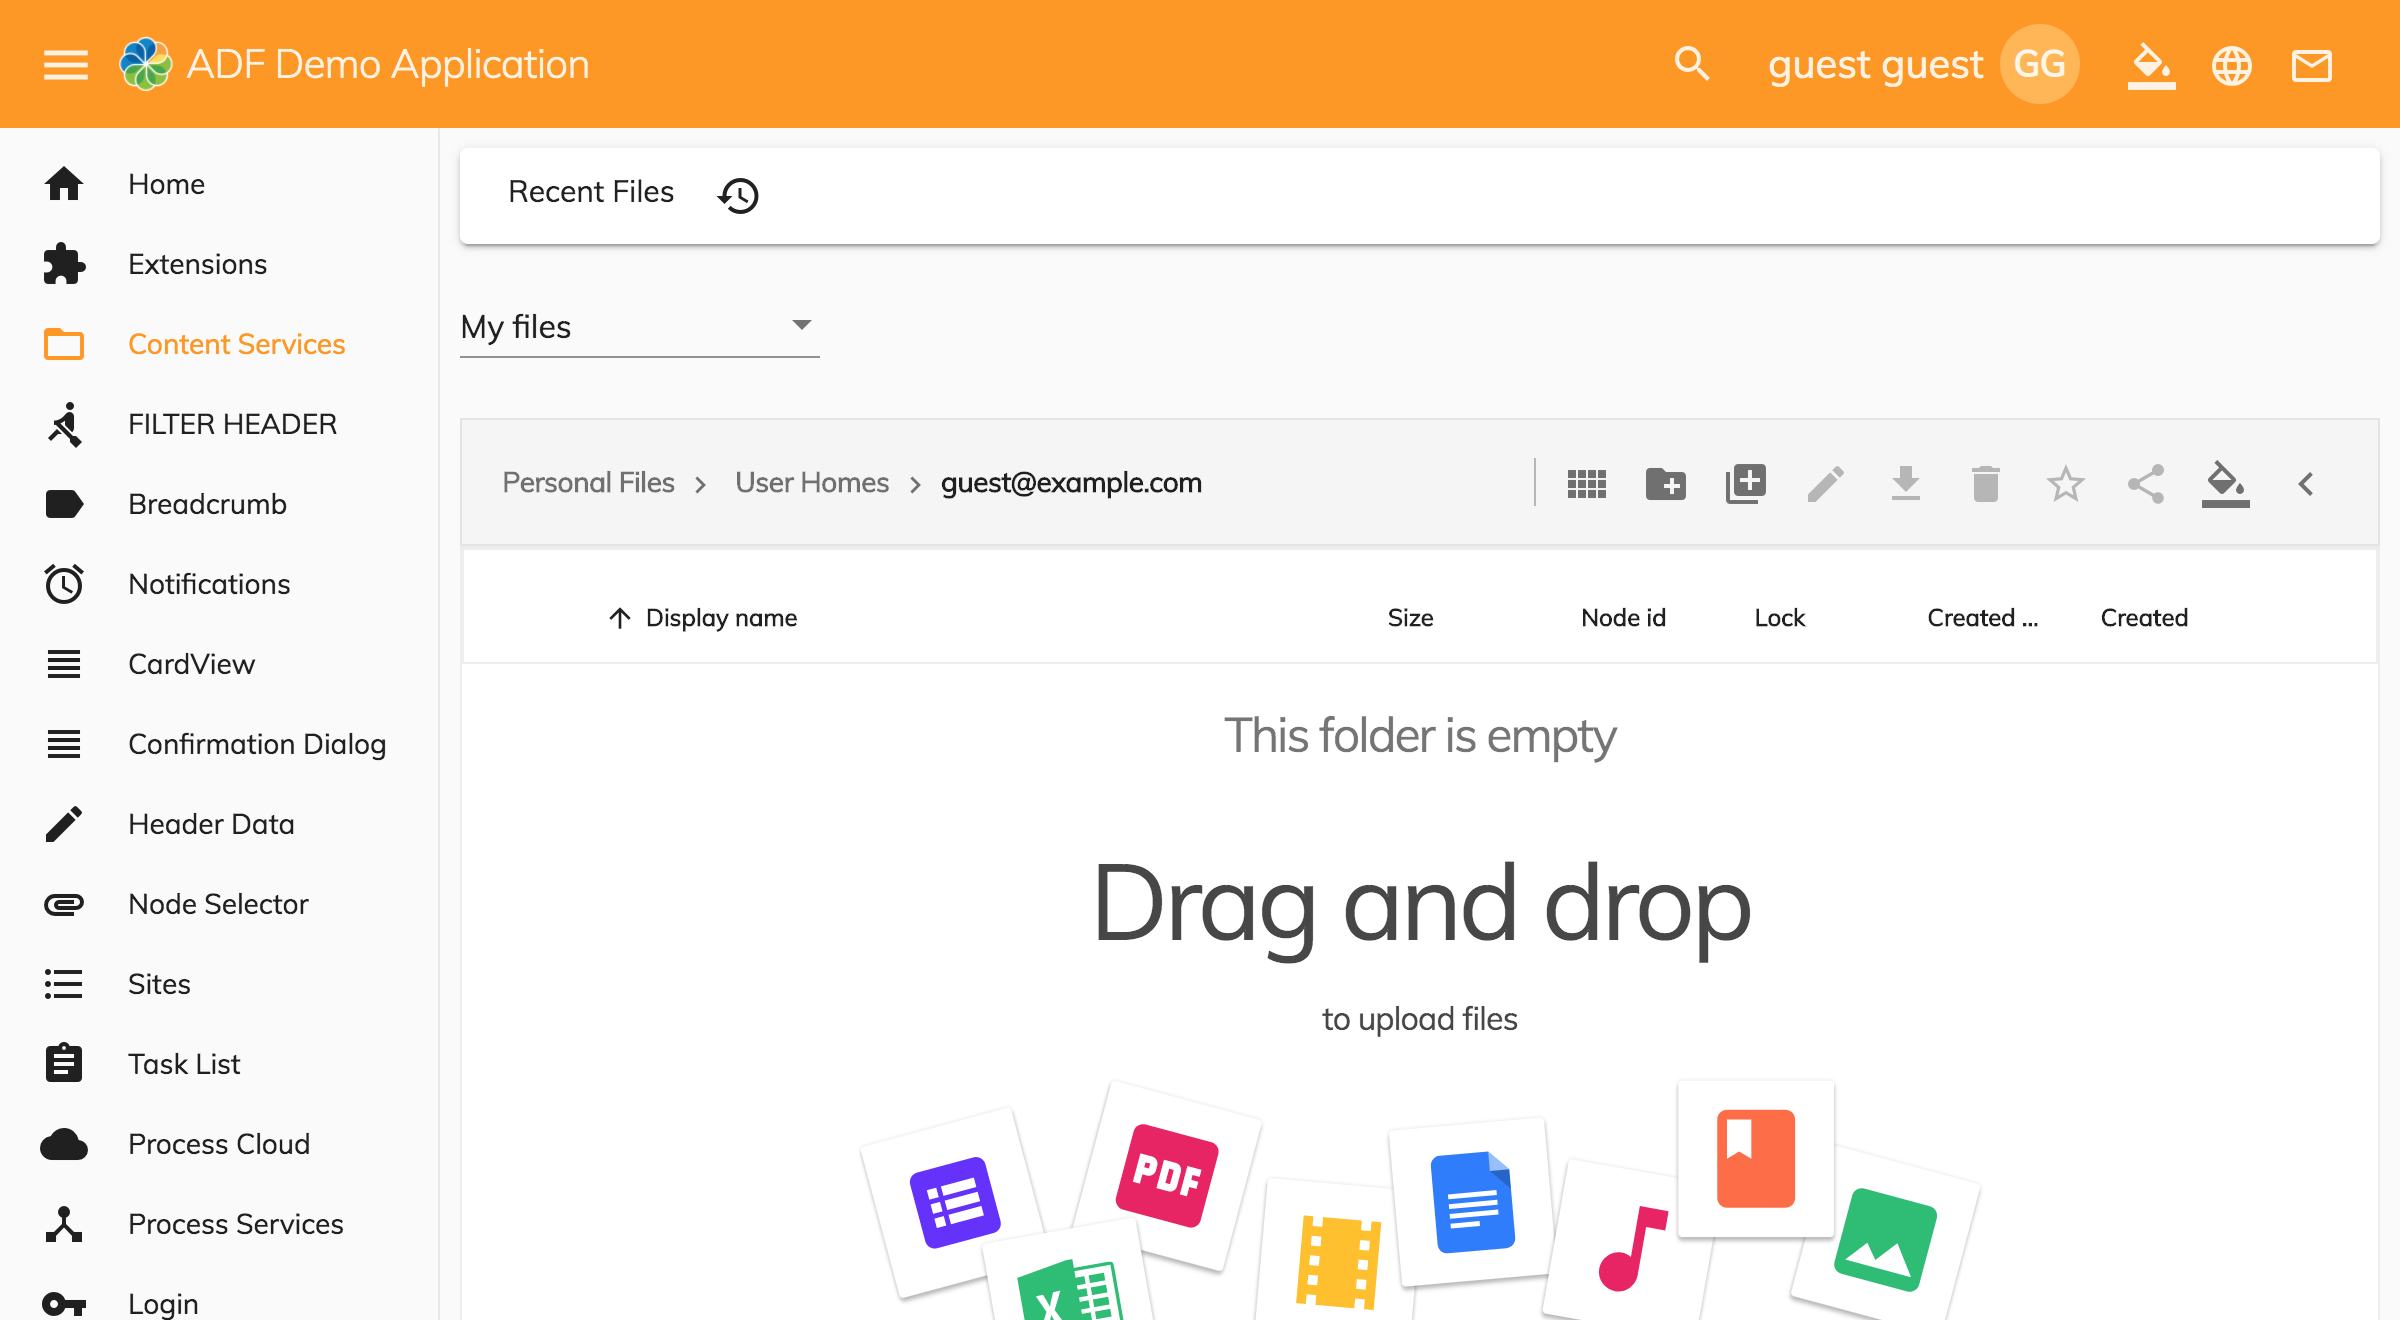 ADF Demo Application
guest guest GG
Home
Extensions
Content Services
FILTER HEADER
Breadcrumb
Notifications
CardView
Confirmation Dialog
Header Data
Node Selector
Sites
Task List
Process Cloud
Process Services
Login
Recent Files
My files
Personal Files > User Homes > guest@example.com
Display name Size Node id Lock Created ... Created
This folder is empty
Drag and drop
to upload files
PDF
X